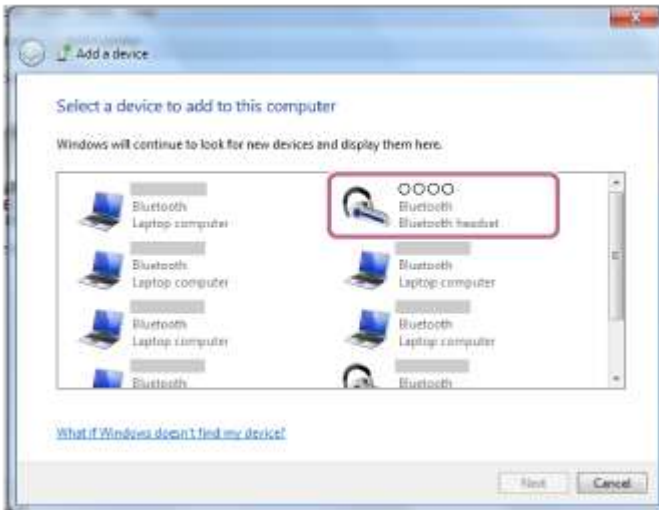 Add a device
Select a device to add to this computer
Windows will continue to look for new devices and display them here.
Bluetooth
Laptop computer
OOOO
Bluetooth
Bluetooth headset
Bluetooth
Laptop computer
Bluetooth
Laptop computer
Bluetooth
Laptop computer
Bluetooth
Laptop computer
Bluetooth
Bluetooth
What if Windows doesn't find my device?
Next
Cancel